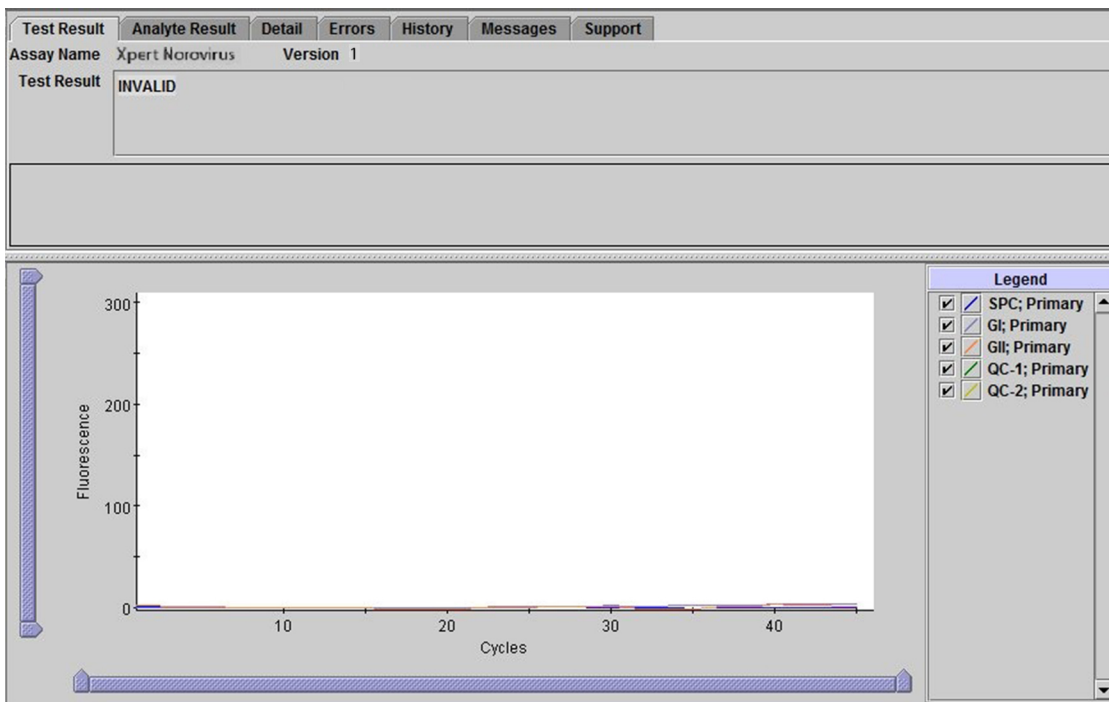 Test Result Analyte Result Detail Errors History Messages Support
Assay Name Xpert Norovirus Version 1
Test Result INVALID
Legend
SPC; Primary
GI; Primary
GII; Primary
QC-1; Primary
QC-2; Primary
300
200
100
0
Fluorescence
10 20 30 40
Cycles